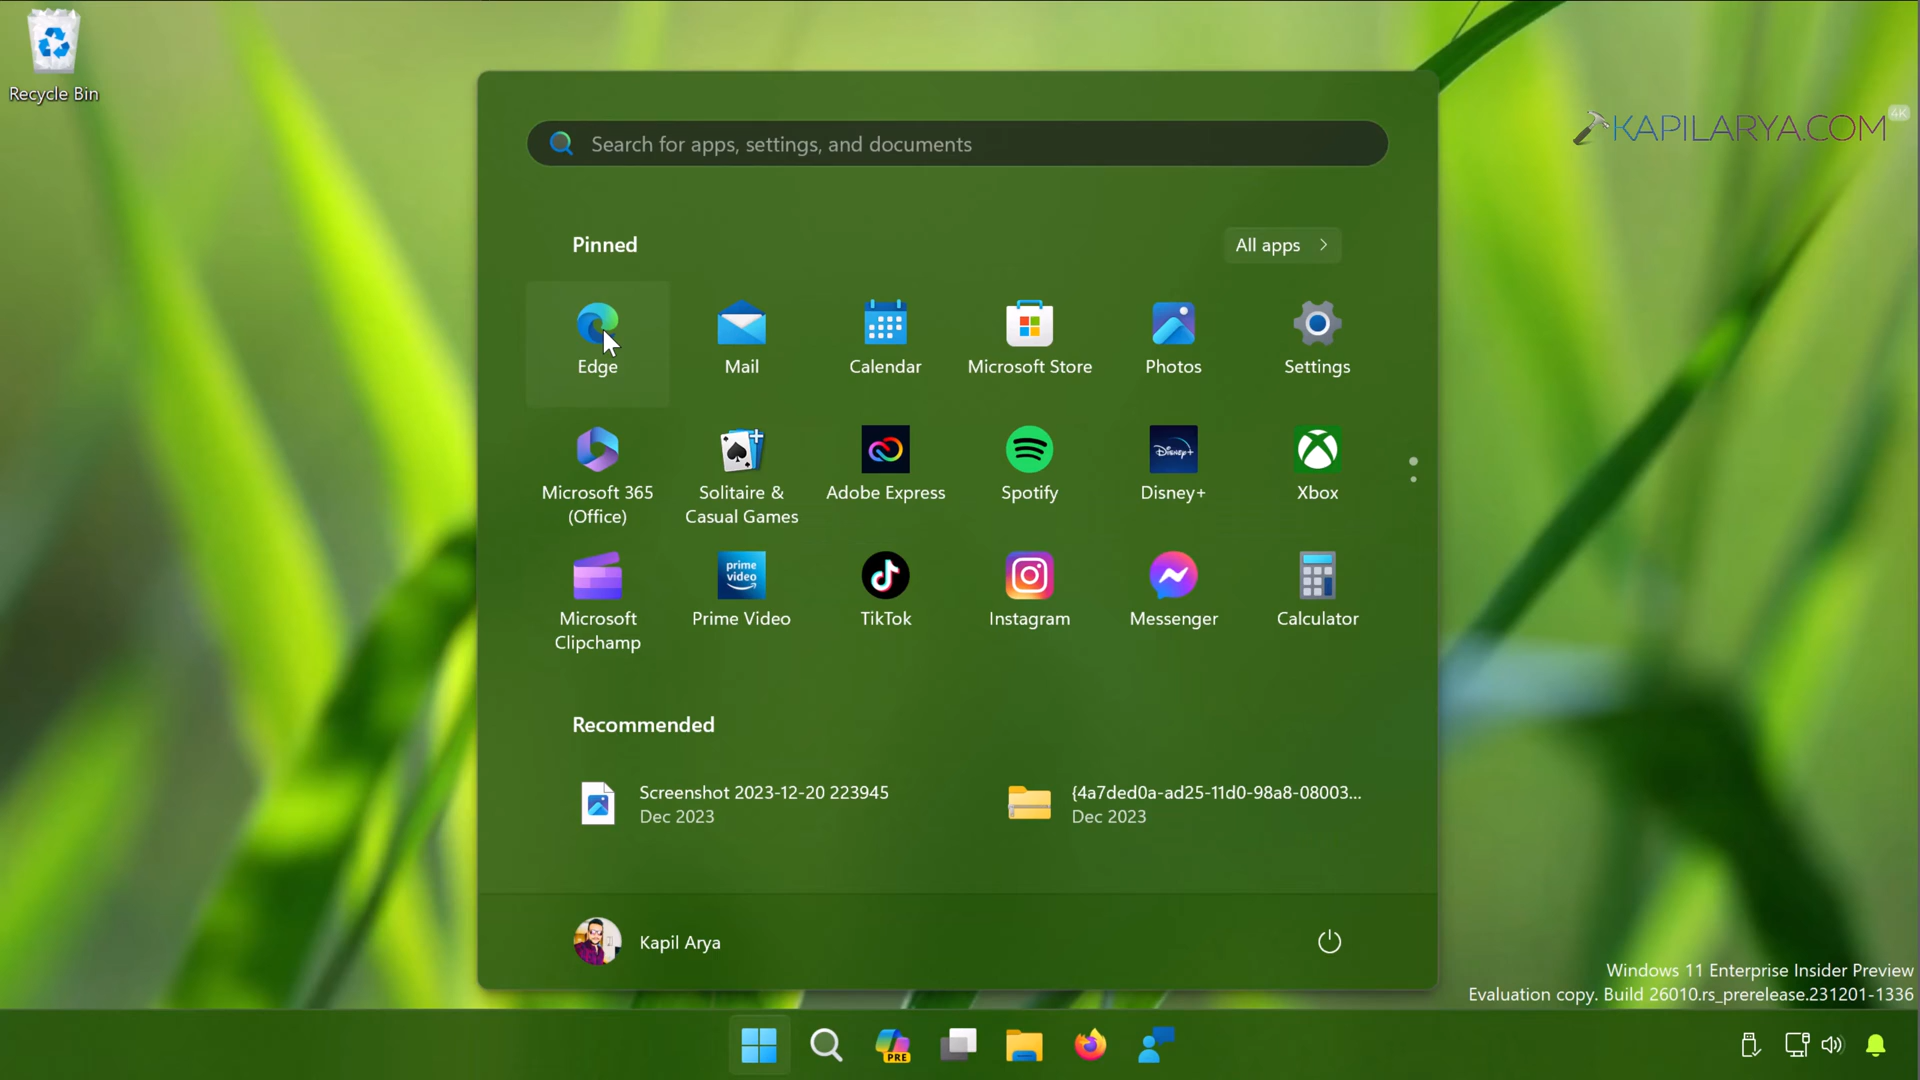 Recycle Bin
KAPILARYA.COM
4K
Search for apps, settings, and documents
Pinned
All apps
Edge
Mail
Calendar
Microsoft Store
Photos
Settings
Microsoft 365
(Office)
Solitaire &
Casual Games
Adobe Express
Spotify
Disney+
Disney+
Xbox
Microsoft
Clipchamp
prime
video
Prime Video
TikTok
Instagram
Messenger
Calculator
Recommended
Screenshot 2023-12-20 223945
Dec 2023
{4a7ded0a-ad25-11d0-98a8-08003...
Dec 2023
Kapil Arya
Windows 11 Enterprise Insider Preview
Evaluation copy. Build 26010.rs_prerelease.231201-1336
PRE